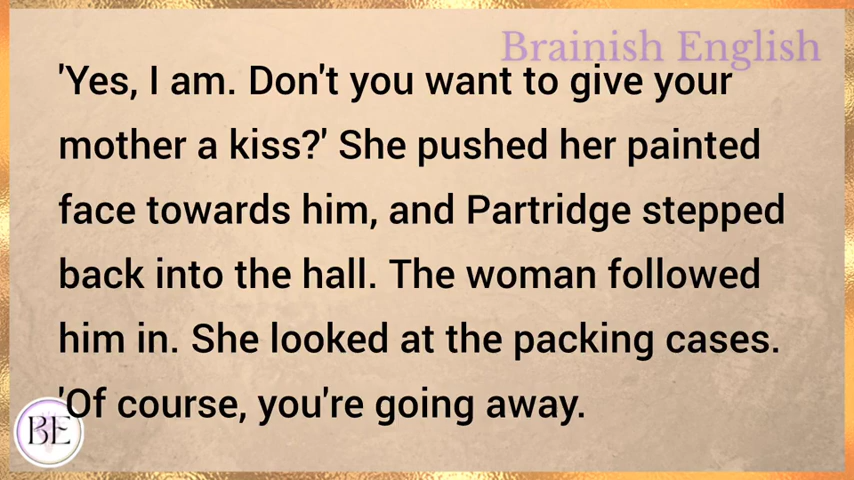 Brainish English
'Yes, I am. Don't you want to give your
mother a kiss?' She pushed her painted
face towards him, and Partridge stepped
back into the hall. The woman followed
him in. She looked at the packing cases.
'Of course, you're going away.
BE